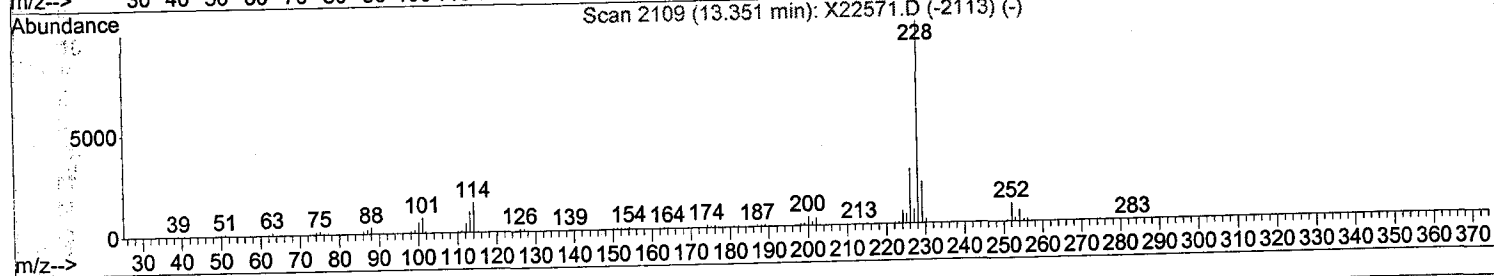 m/z--> 30 40 50 60 70 80 90 100 110
Abundance Scan 2109 (13.351 min): X22571.D (-2113) (-)
228
5000
252
114
39 51 63 75 88 101 126 139 154 164 174 187 200 213 283
0
30 40 50 60 70 80 90 100 110 120 130 140 150 160 170 180 190 200 210 220 230 240 250 260 270 280 290 300 310 320 330 340 350 360 370
m/z-->